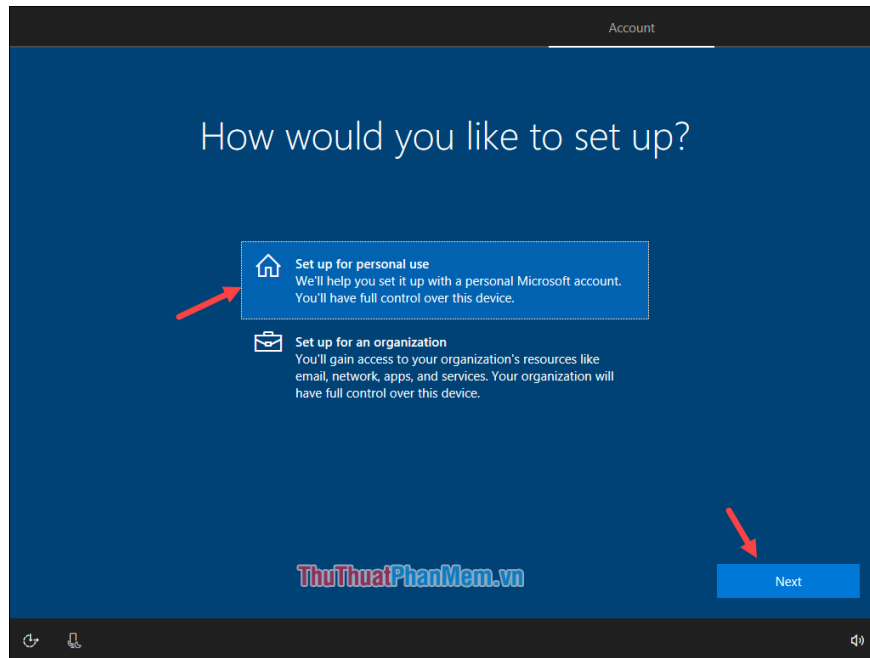 Account
How would you like to set up?
Set up for personal use
We'll help you set it up with a personal Microsoft account.
You'll have full control over this device.
Set up for an organization
You'll gain access to your organization's resources like
email, network, apps, and services. Your organization will
have full control over this device.
ThuThuatPhanMem.vn
Next